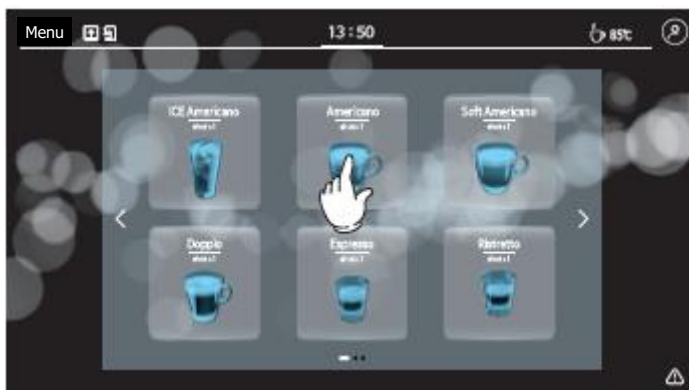 Menu
13:50
85℃
ICE Americano
Americano
Soft Americano
Doppio
Espresso
Ristretto